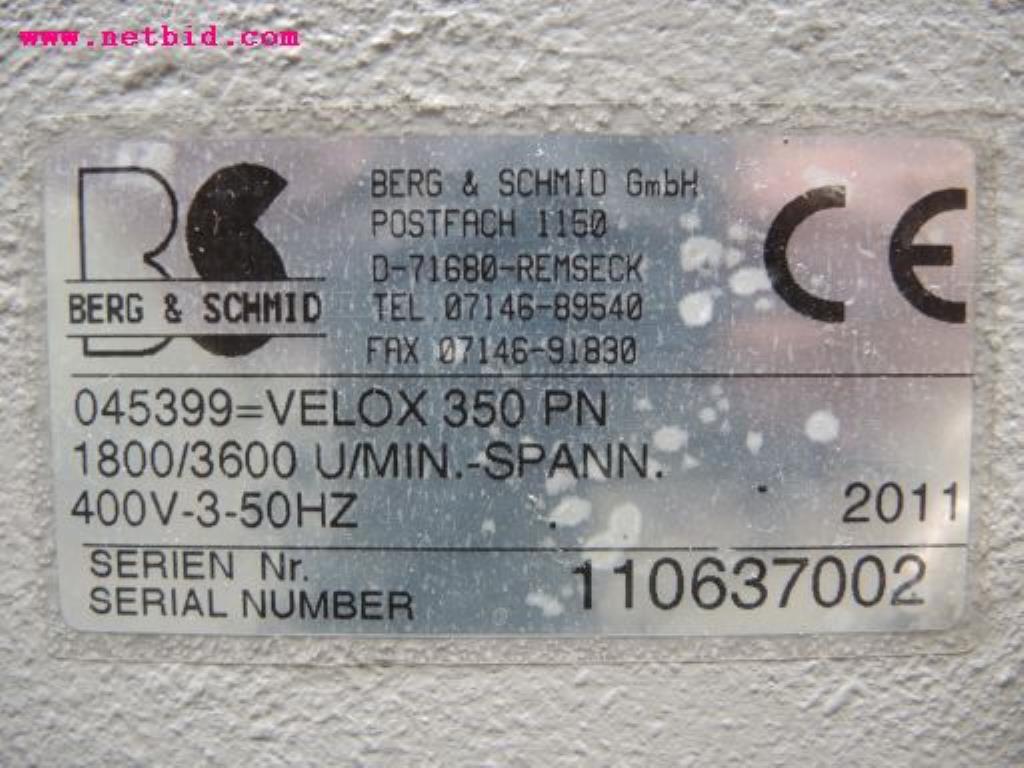 www.netbid.com
BS
BERG & SCHMID
BERG & SCHMID GmbH
POSTFACH 1150
D-71680-REMSECK
TEL 07146-89540
FAX 07146-91830
CE
045399=VELOX 350 PN
1800/3600 U/MIN.-SPANN.
400V-3-50HZ
2011
SERIEN Nr.
SERIAL NUMBER
110637002